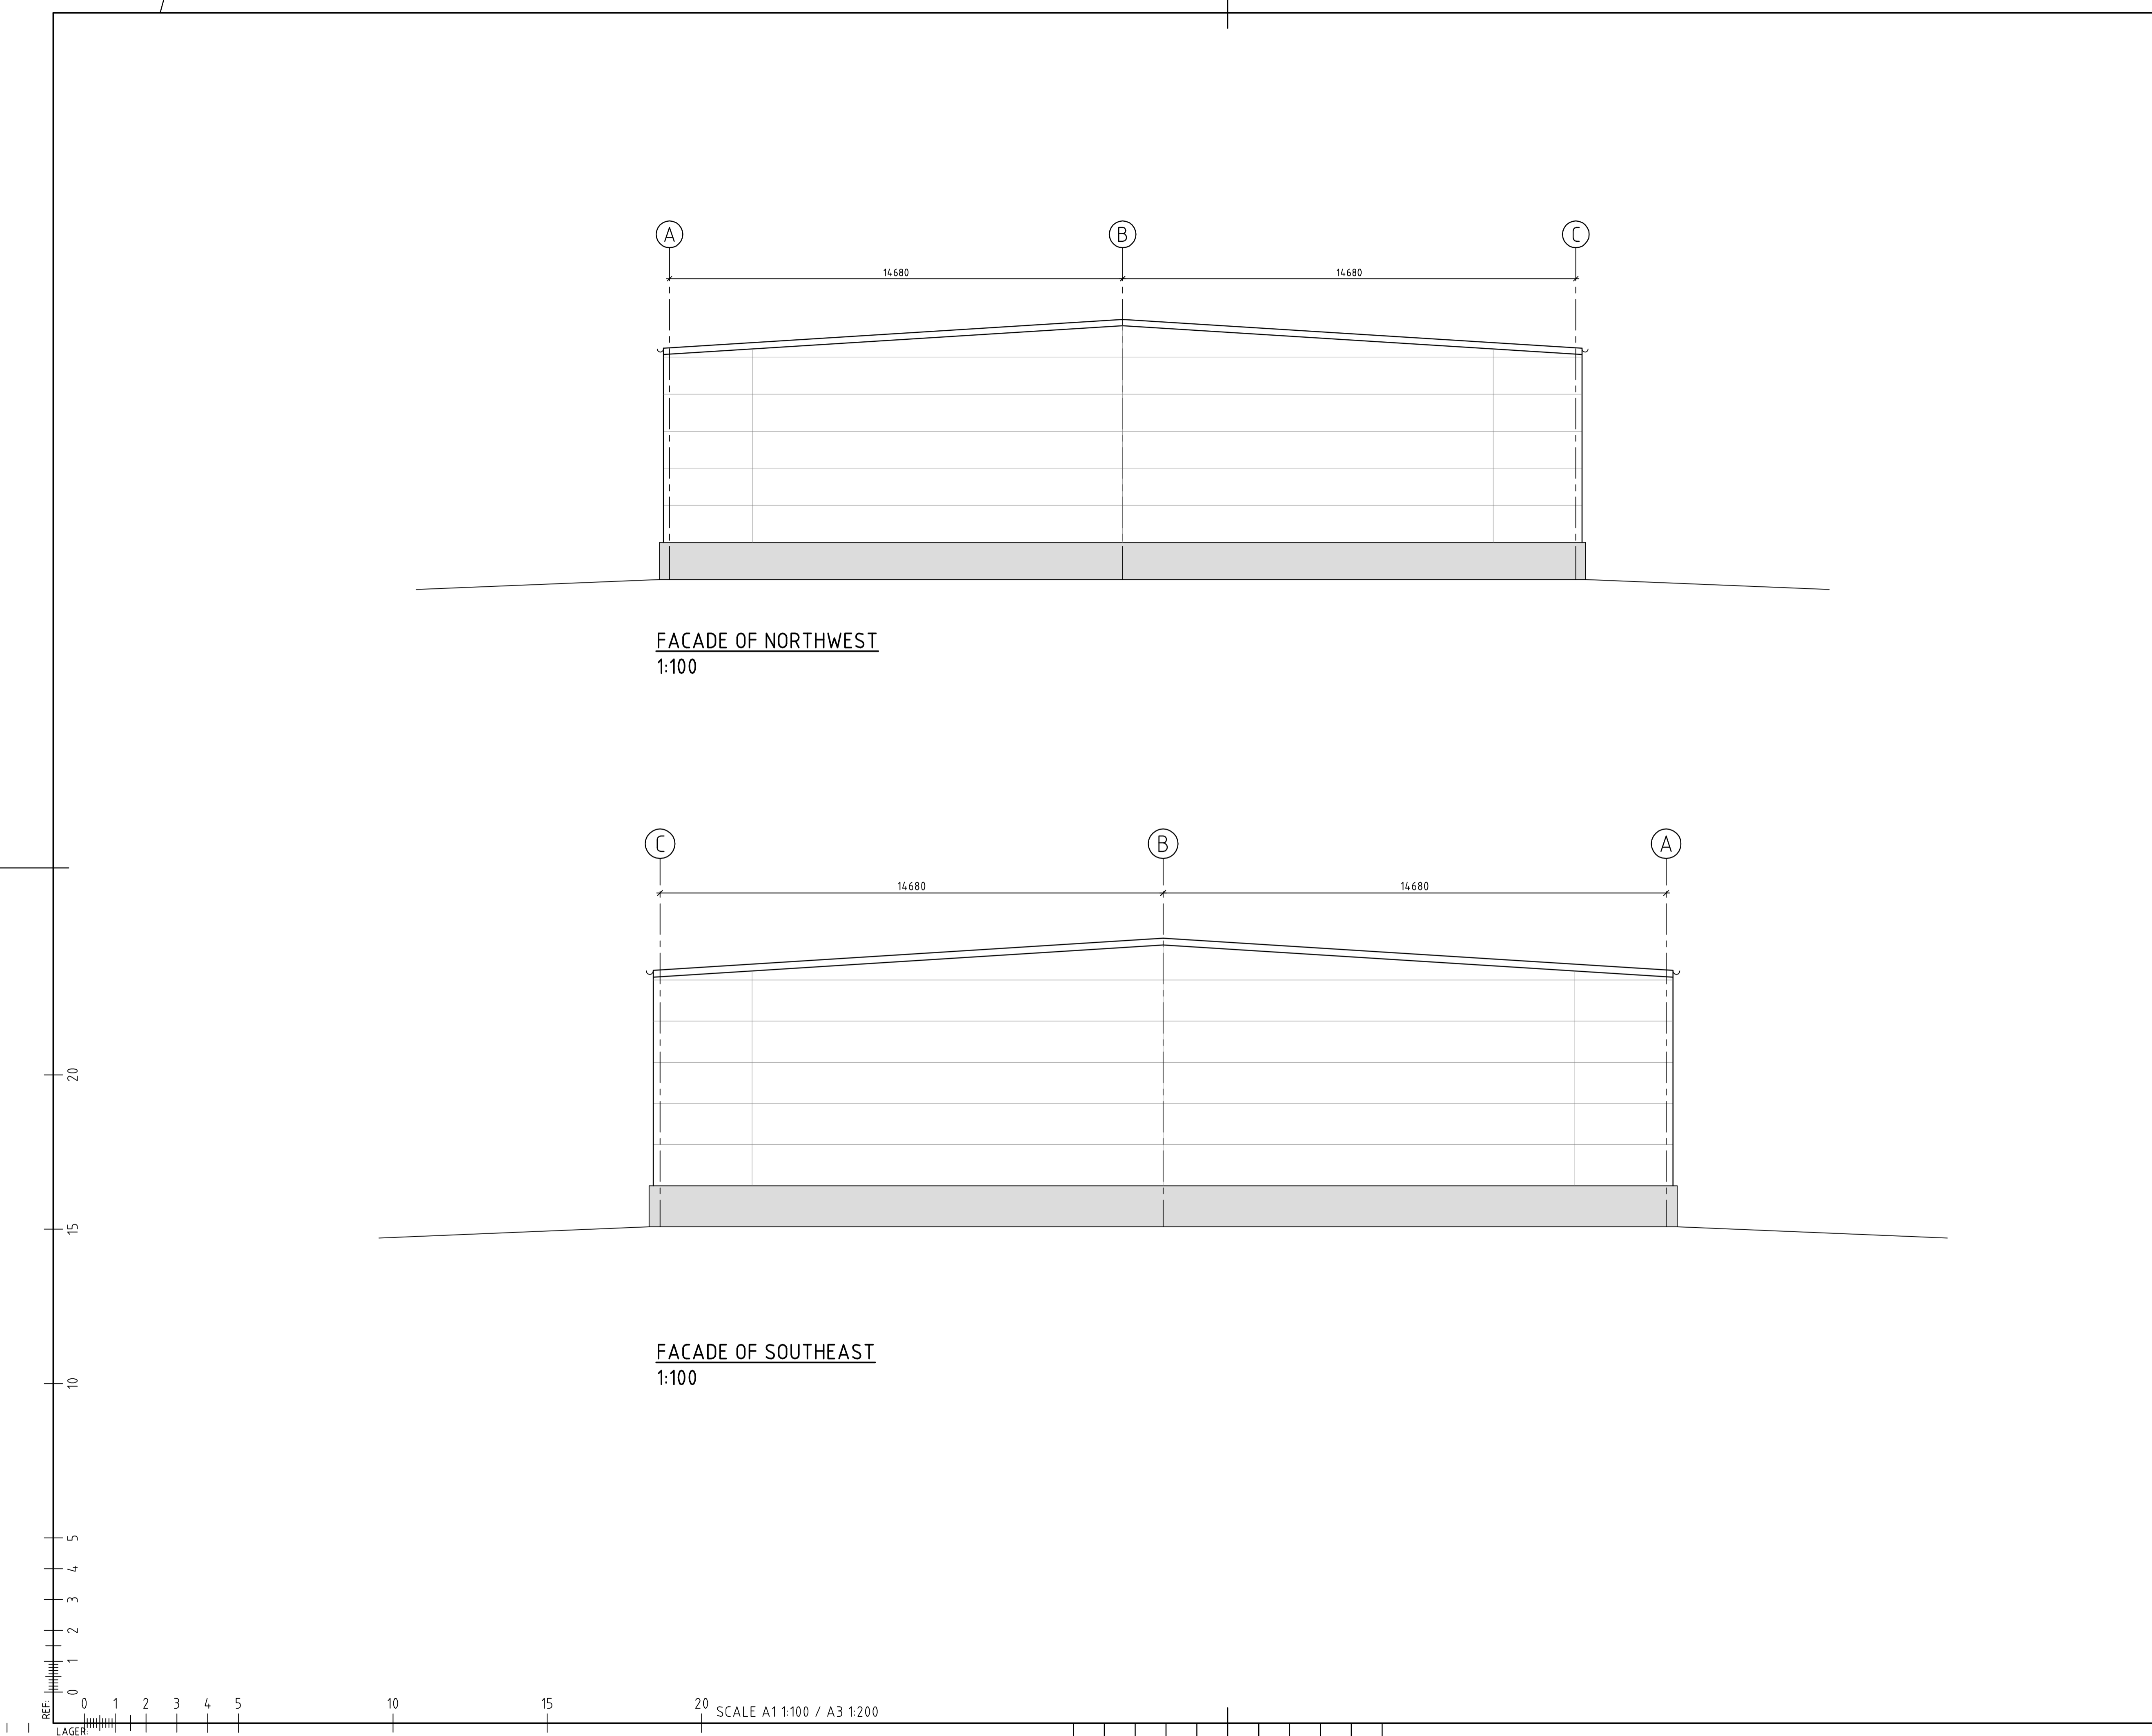 A B C
14680 14680
FACADE OF NORTHWEST
1:100
C B A
14680 14680
FACADE OF SOUTHEAST
1:100
20
15
10
5
4
3
2
1
0
REF:
0 1 2 3 4 5 10 15 20
SCALE A1 1:100 / A3 1:200
LAGER: